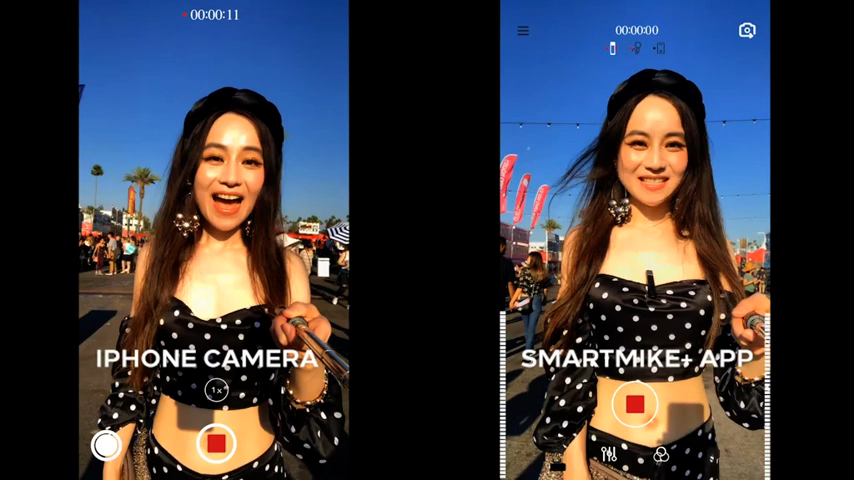 00:00:11
IPHONE CAMERA
1×
00:00:00
SMARTMIKE+ APP